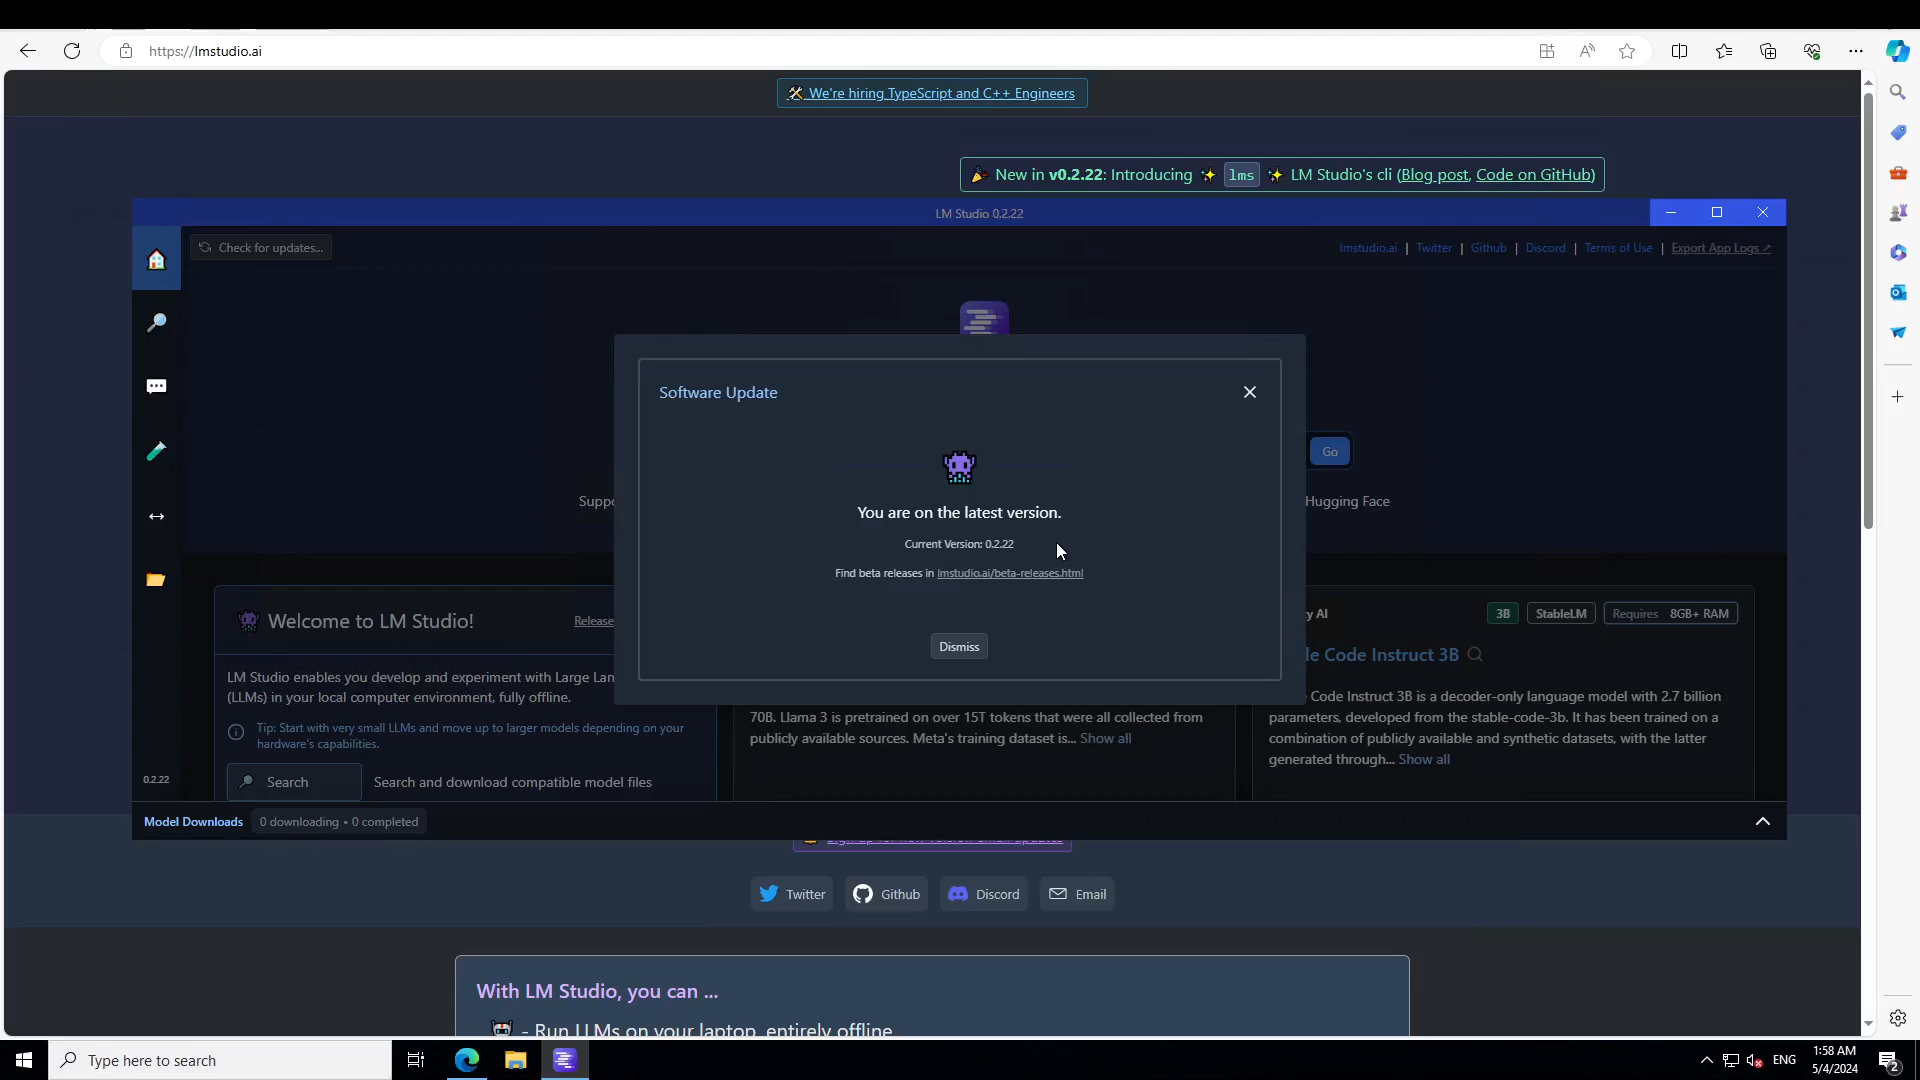 https://lmstudio.ai
🛠 We're hiring TypeScript and C++ Engineers
🎉 New in v0.2.22: Introducing ✨ lms ✨ LM Studio's cli (Blog post, Code on GitHub)
LM Studio 0.2.22
Check for updates...
lmstudio.ai | Twitter | Github | Discord | Terms of Use | Export App Logs
Software Update
Go
Hugging Face
You are on the latest version.
Current Version: 0.2.22
Find beta releases in lmstudio.ai/beta-releases.html
Dismiss
Welcome to LM Studio!
Release
LM Studio enables you develop and experiment with Large Lan
(LLMs) in your local computer environment, fully offline.
Tip: Start with very small LLMs and move up to larger models depending on your
hardware's capabilities.
Search
Search and download compatible model files
70B. Llama 3 is pretrained on over 15T tokens that were all collected from
publicly available sources. Meta's training dataset is... Show all
y AI
3B
StableLM
Requires 8GB+ RAM
le Code Instruct 3B
Code Instruct 3B is a decoder-only language model with 2.7 billion
parameters, developed from the stable-code-3b. It has been trained on a
combination of publicly available and synthetic datasets, with the latter
generated through... Show all
0.2.22
Model Downloads
0 downloading • 0 completed
Twitter
Github
Discord
Email
With LM Studio, you can ...
- Run LLMs on your laptop, entirely offline
Type here to search
ENG
1:58 AM
5/4/2024
2